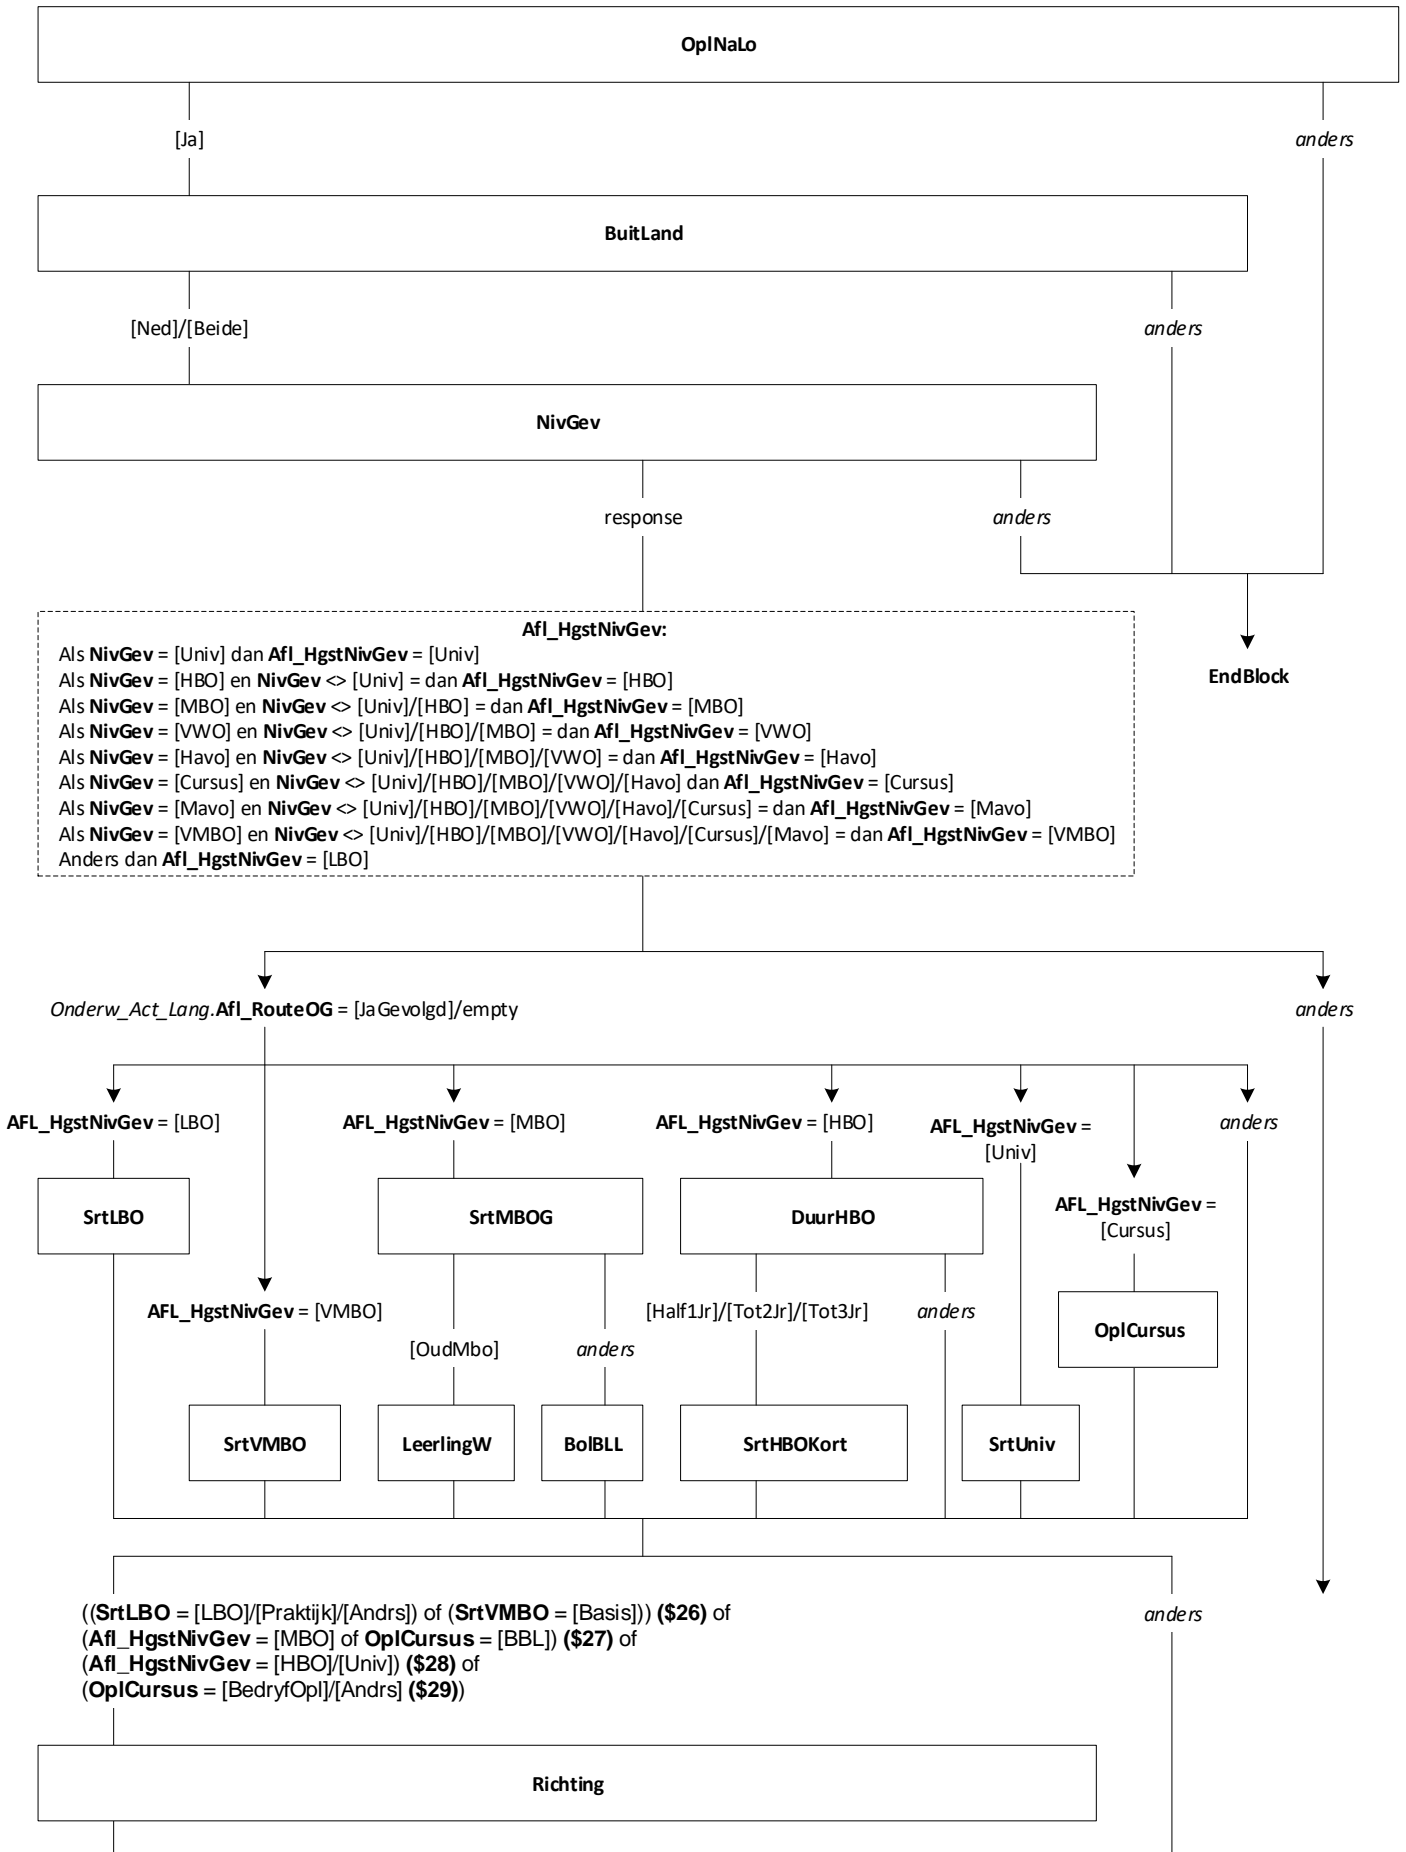 OplNaLo
[Ja]
anders
BuitLand
[Ned]/[Beide]
anders
NivGev
response
anders
Afl_HgstNivGev:
Als NivGev = [Univ] dan Afl_HgstNivGev = [Univ]
Als NivGev = [HBO] en NivGev <> [Univ] = dan Afl_HgstNivGev = [HBO]
Als NivGev = [MBO] en NivGev <> [Univ]/[HBO] = dan Afl_HgstNivGev = [MBO]
Als NivGev = [VWO] en NivGev <> [Univ]/[HBO]/[MBO] = dan Afl_HgstNivGev = [VWO]
Als NivGev = [Havo] en NivGev <> [Univ]/[HBO]/[MBO]/[VWO] = dan Afl_HgstNivGev = [Havo]
Als NivGev = [Cursus] en NivGev <> [Univ]/[HBO]/[MBO]/[VWO]/[Havo] dan Afl_HgstNivGev = [Cursus]
Als NivGev = [Mavo] en NivGev <> [Univ]/[HBO]/[MBO]/[VWO]/[Havo]/[Cursus] = dan Afl_HgstNivGev = [Mavo]
Als NivGev = [VMBO] en NivGev <> [Univ]/[HBO]/[MBO]/[VWO]/[Havo]/[Cursus]/[Mavo] = dan Afl_HgstNivGev = [VMBO]
Anders dan Afl_HgstNivGev = [LBO]
EndBlock
Onderw_Act_Lang.Afl_RouteOG = [JaGevolgd]/empty
anders
AFL_HgstNivGev = [LBO]
AFL_HgstNivGev = [MBO]
AFL_HgstNivGev = [HBO]
AFL_HgstNivGev =
[Univ]
anders
SrtLBO
SrtMBOG
DuurHBO
AFL_HgstNivGev =
[Cursus]
AFL_HgstNivGev = [VMBO]
[Half1Jr]/[Tot2Jr]/[Tot3Jr]
anders
OplCursus
[OudMbo]
anders
SrtVMBO
LeerlingW
BolBLL
SrtHBOKort
SrtUniv
((SrtLBO = [LBO]/[Praktijk]/[Andrs]) of (SrtVMBO = [Basis])) ($26) of
(Afl_HgstNivGev = [MBO] of OplCursus = [BBL]) ($27) of
(Afl_HgstNivGev = [HBO]/[Univ]) ($28) of
(OplCursus = [BedryfOpl]/[Andrs] ($29))
anders
Richting